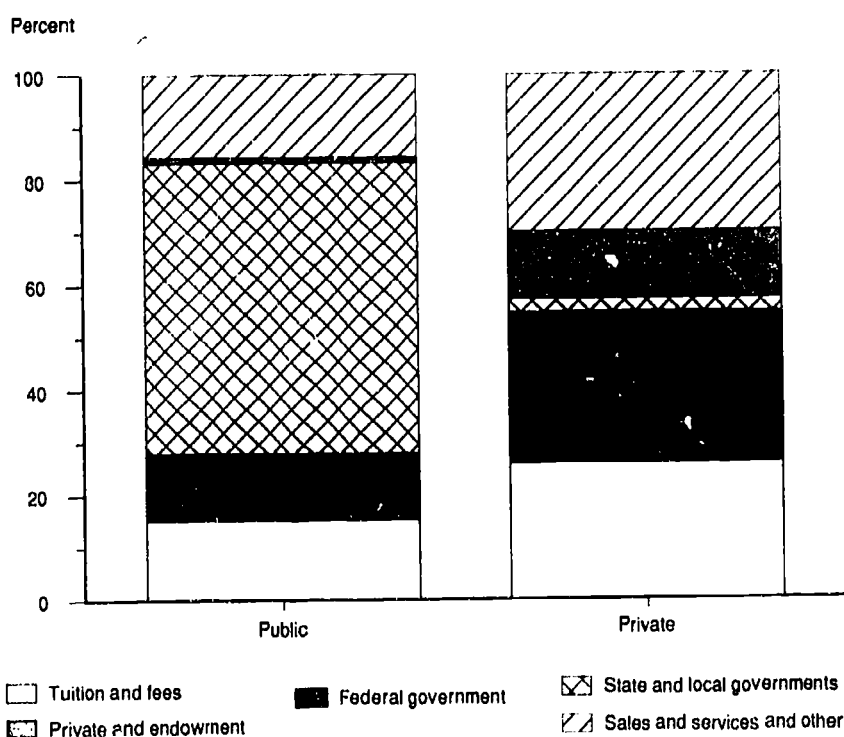 Percent
100
80
60
40
20
0
Public
Private
Tuition and fees
Federal government
State and local governments
Private and endowment
Sales and services and other